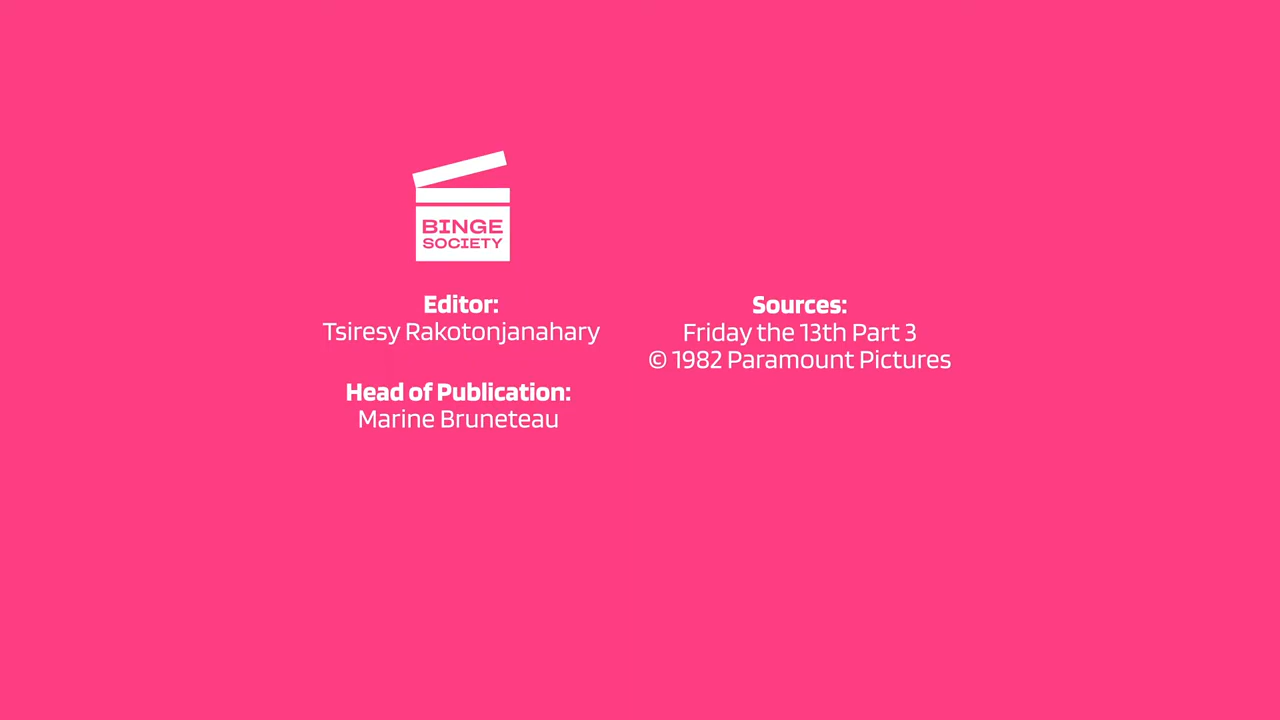 BINGE
SOCIETY
Editor:
Tsiresy Rakotonjanahary
Head of Publication:
Marine Bruneteau
Sources:
Friday the 13th Part 3
© 1982 Paramount Pictures